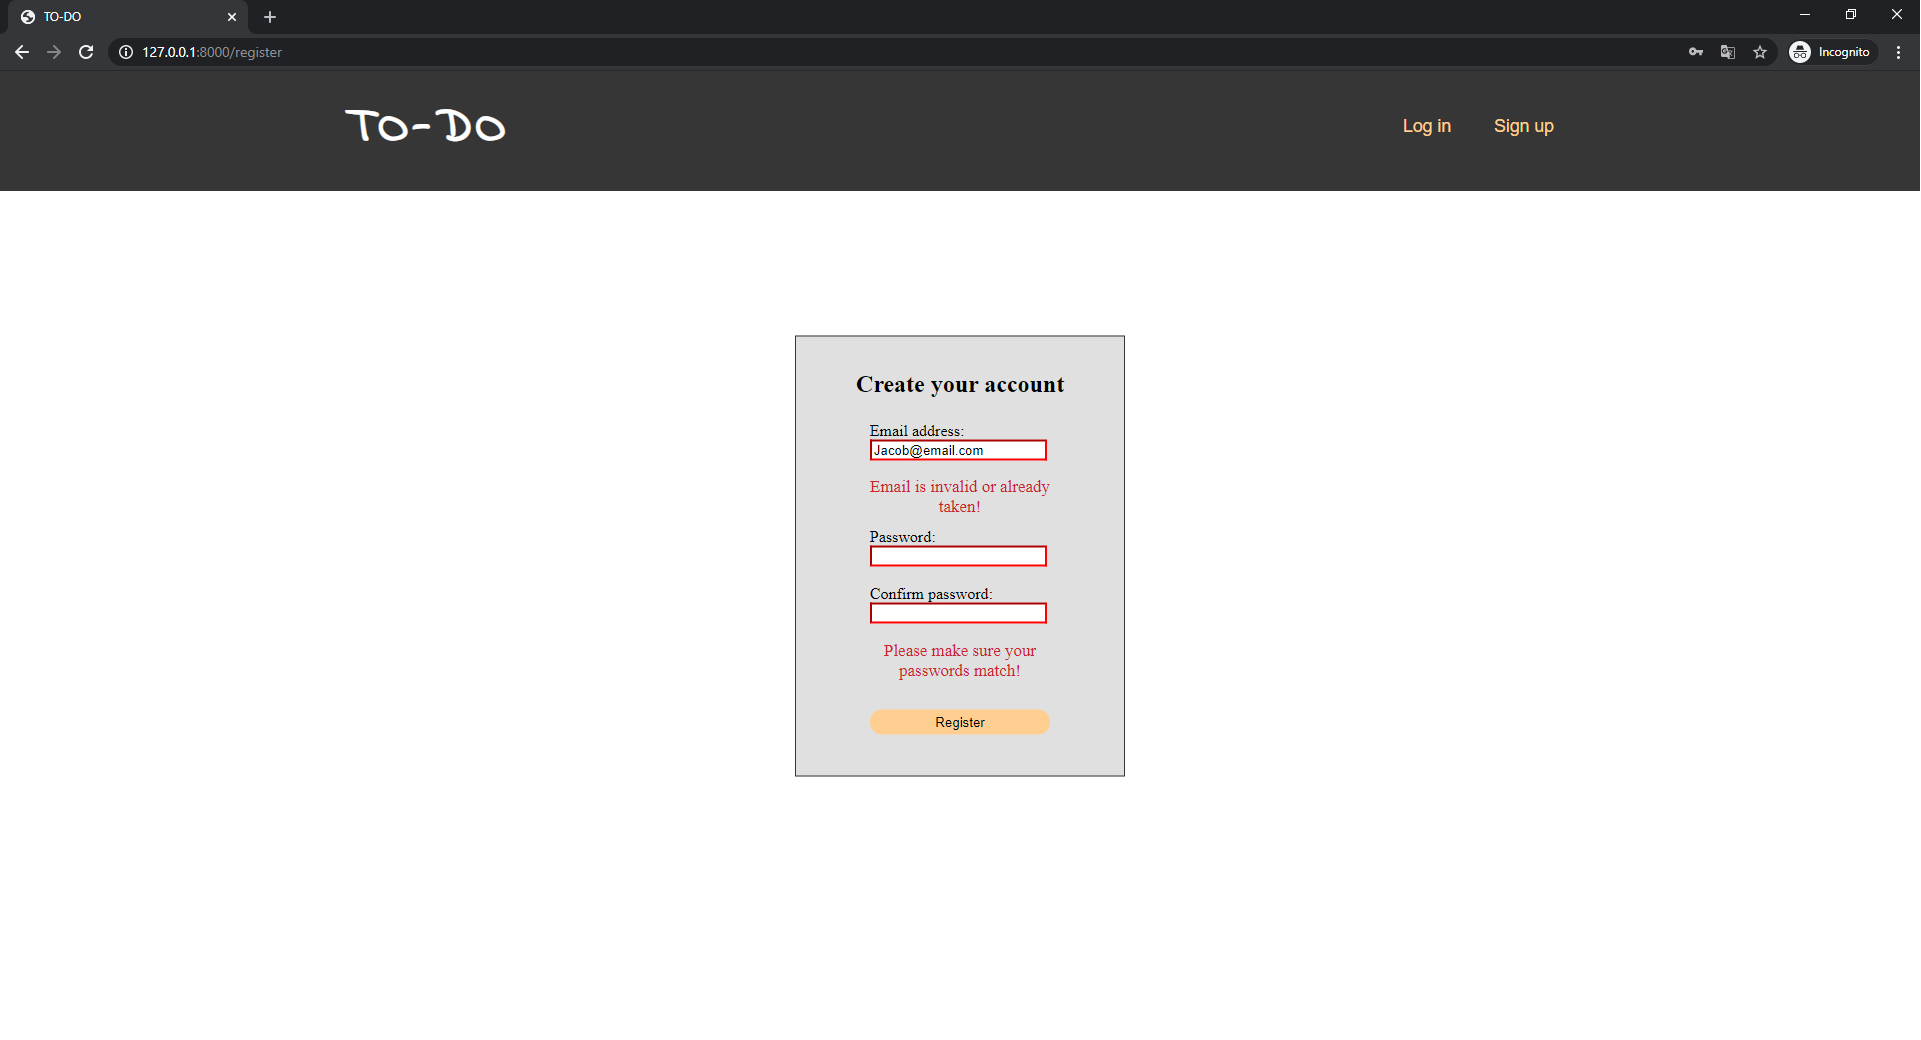 TO-DO
127.0.0.1:8000/register
Incognito
TO-DO
Log in
Sign up
Create your account
Email address:
Jacob@email.com
Email is invalid or already
taken!
Password:
Confirm password:
Please make sure your
passwords match!
Register